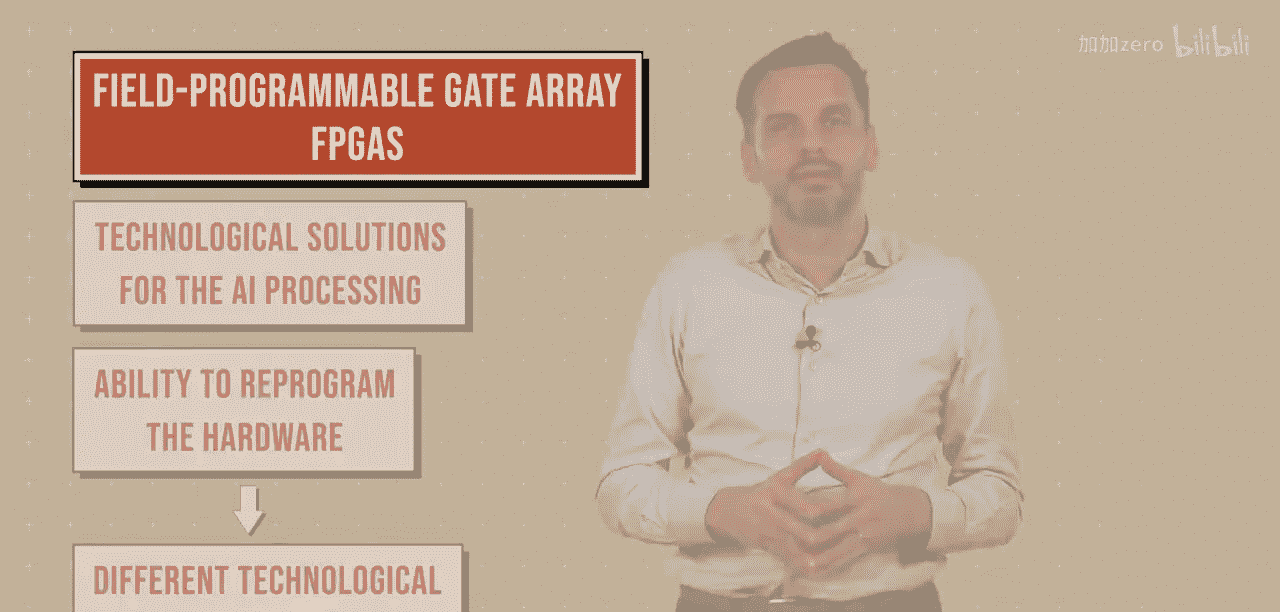 加加zero bilibili
FIELD-PROGRAMMABLE GATE ARRAY
FPGAS
TECHNOLOGICAL SOLUTIONS
FOR THE AI PROCESSING
ABILITY TO REPROGRAM
THE HARDWARE
DIFFERENT TECHNOLOGICAL